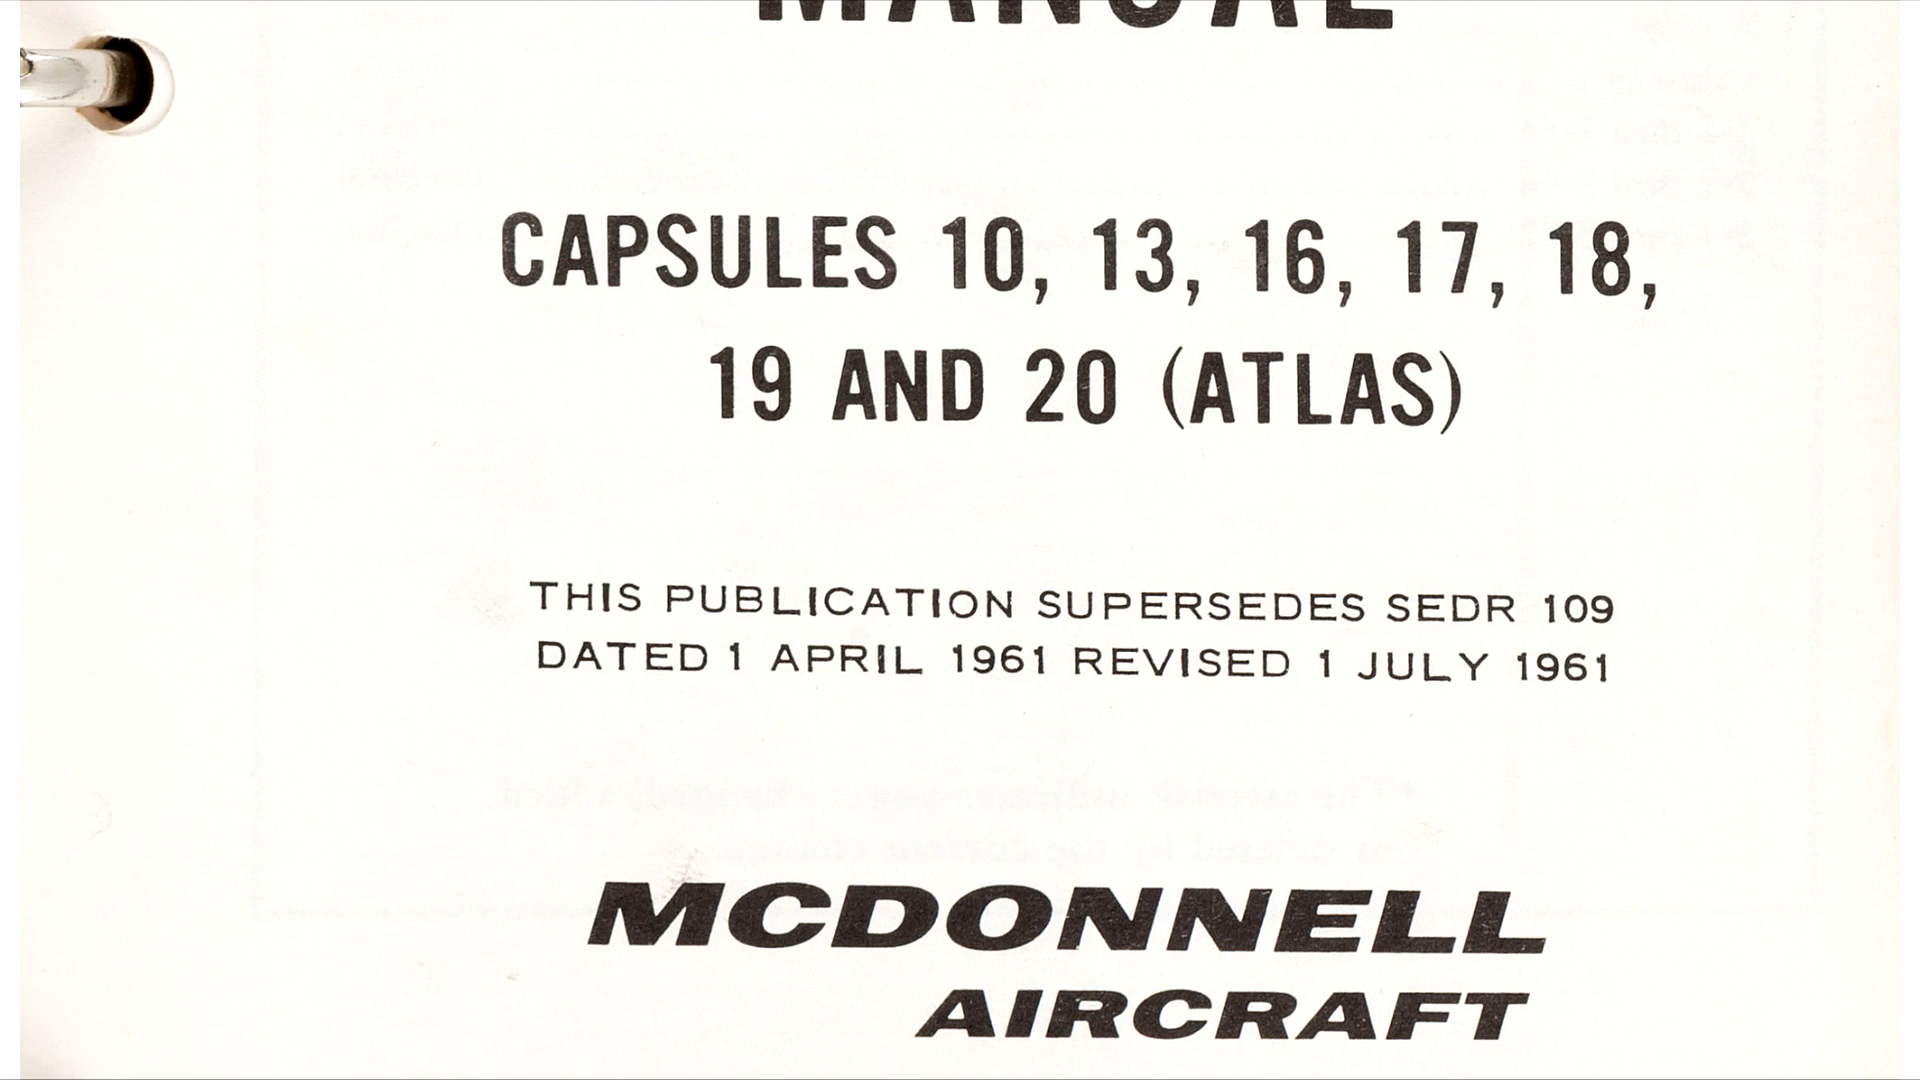 MANUAL
CAPSULES 10, 13, 16, 17, 18,
19 AND 20 (ATLAS)
THIS PUBLICATION SUPERSEDES SEDR 109
DATED 1 APRIL 1961 REVISED 1 JULY 1961
MCDONNELL
AIRCRAFT